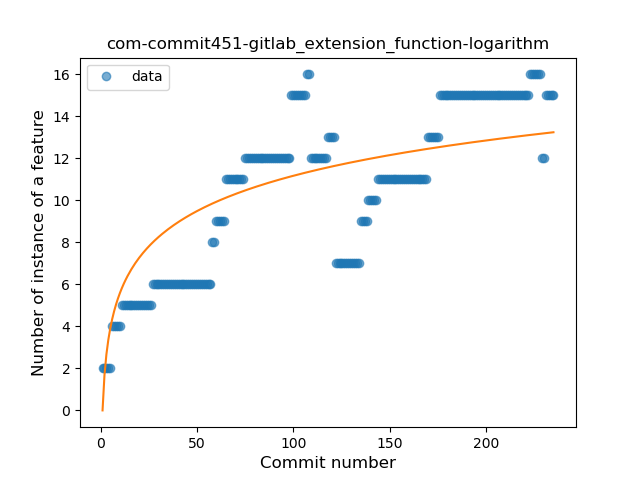 com-commit451-gitlab_extension_function-logarithm
data
Number of instance of a feature
16
14
12
10
8
6
4
2
0
0 50 100 150 200
Commit number